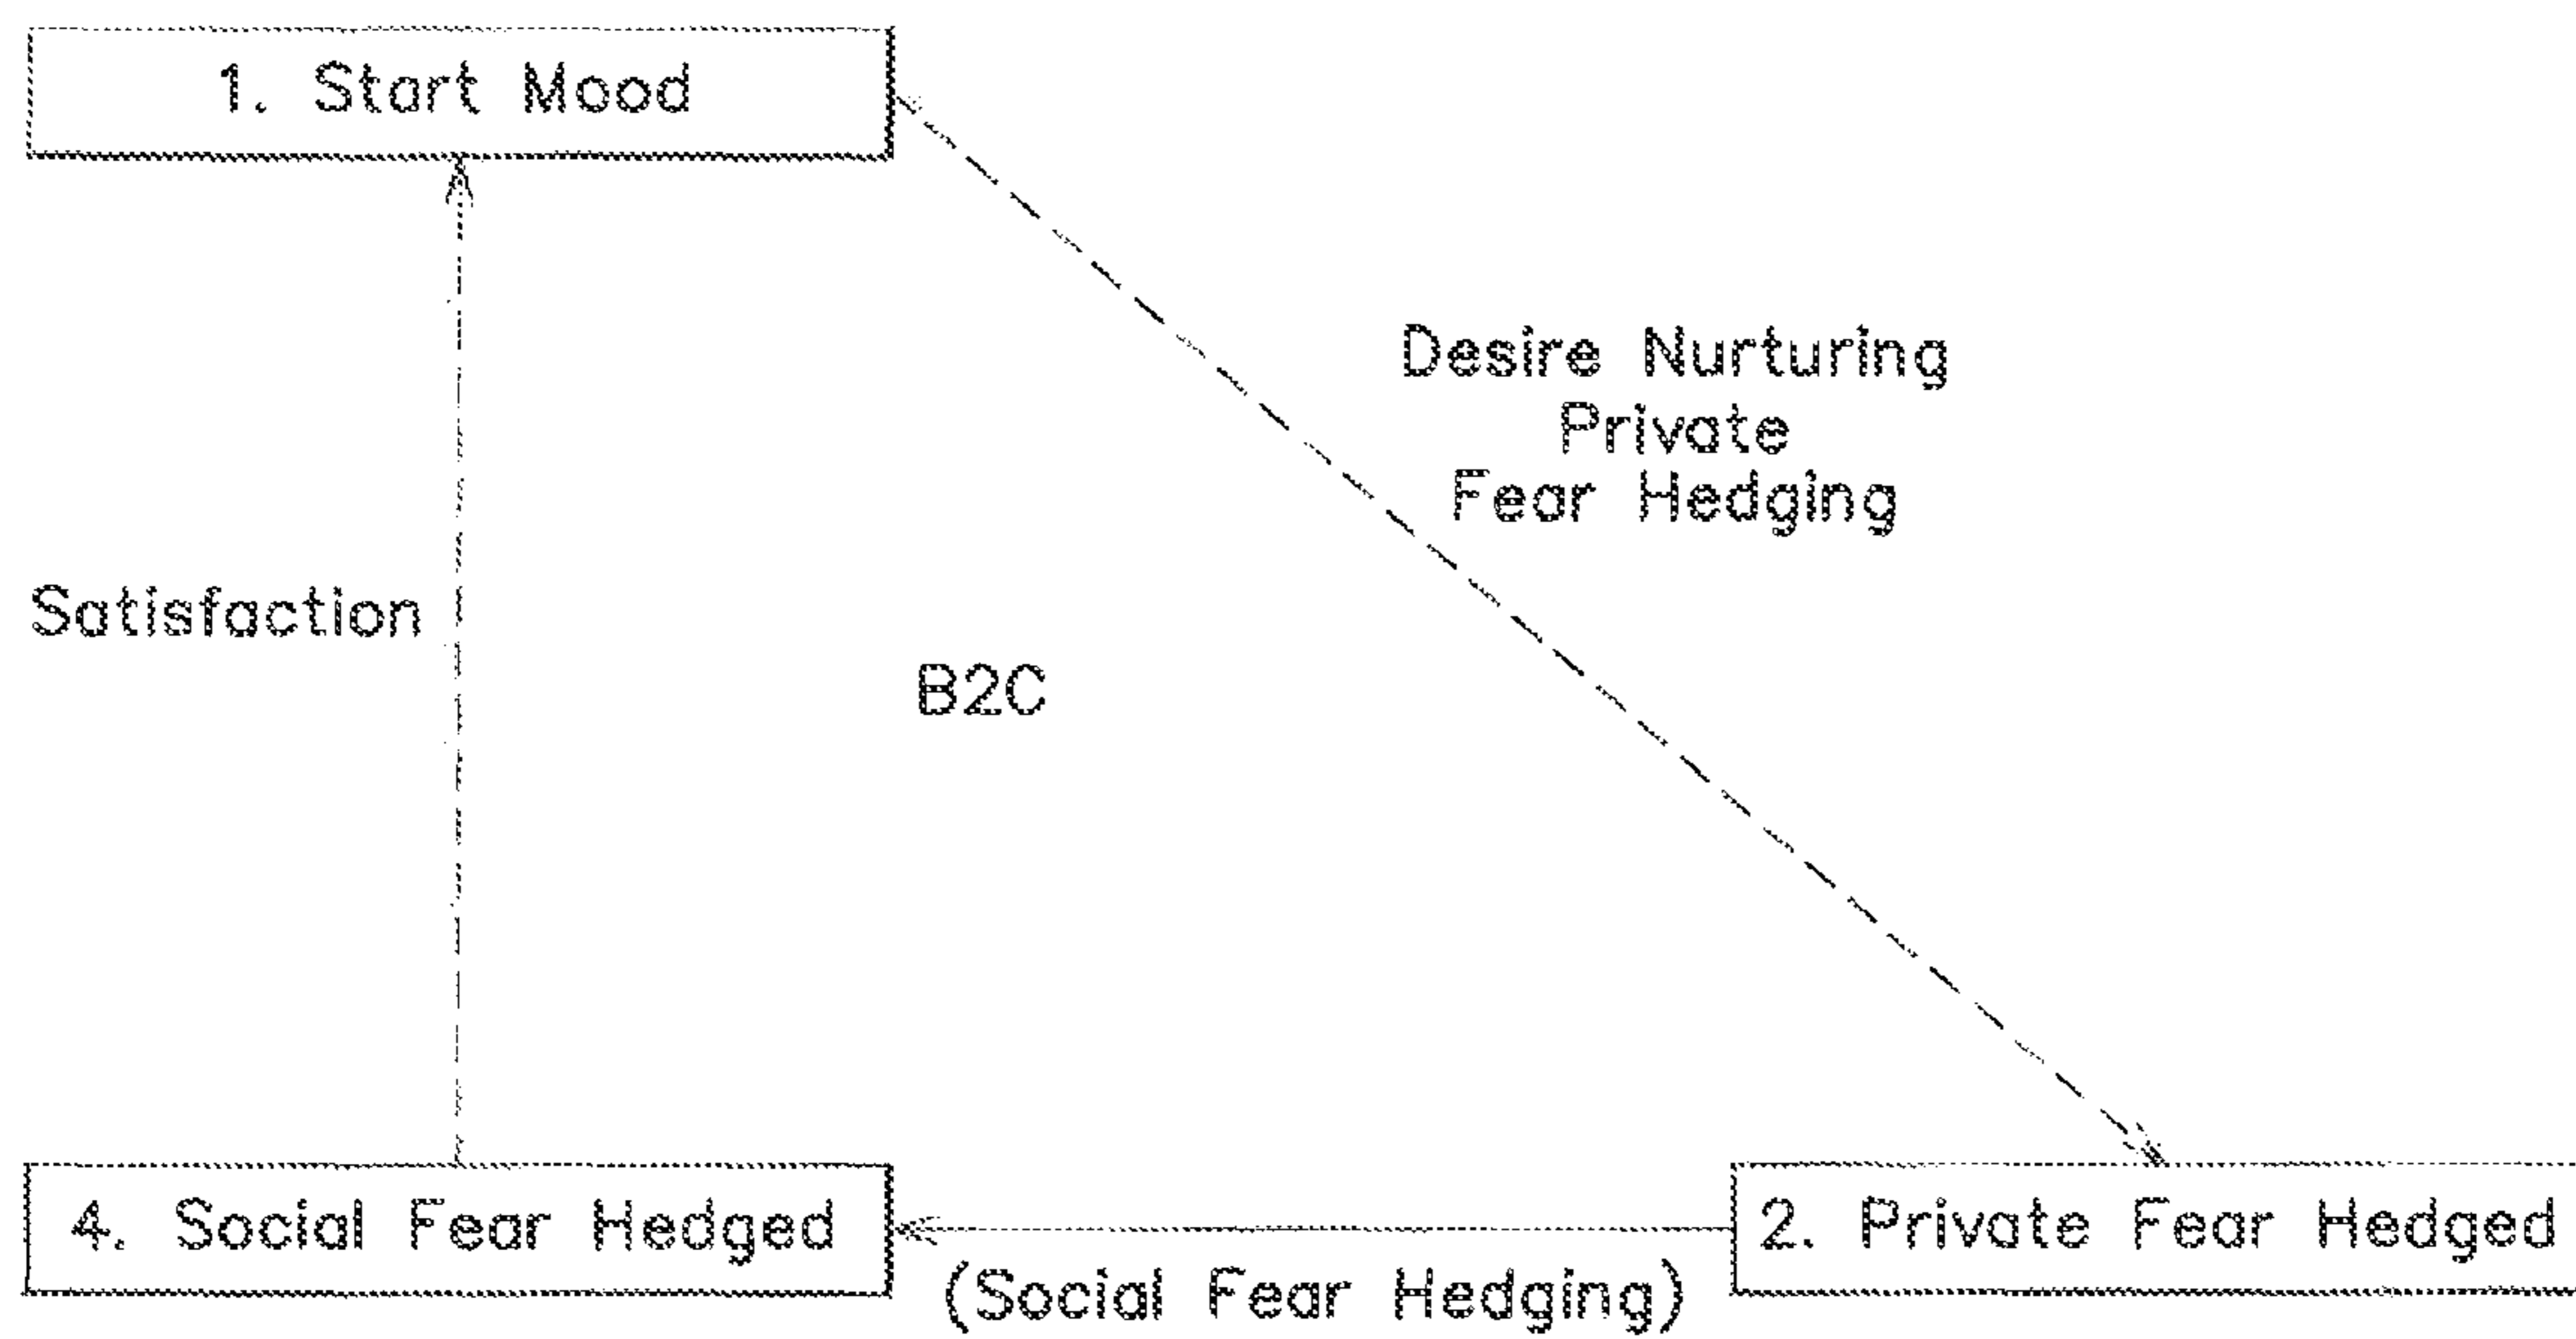 1. Start Mood
Desire Nurturing
Private
Fear Hedging
Satisfaction
B2C
4. Social Fear Hedged
2. Private Fear Hedged
(Social Fear Hedging)